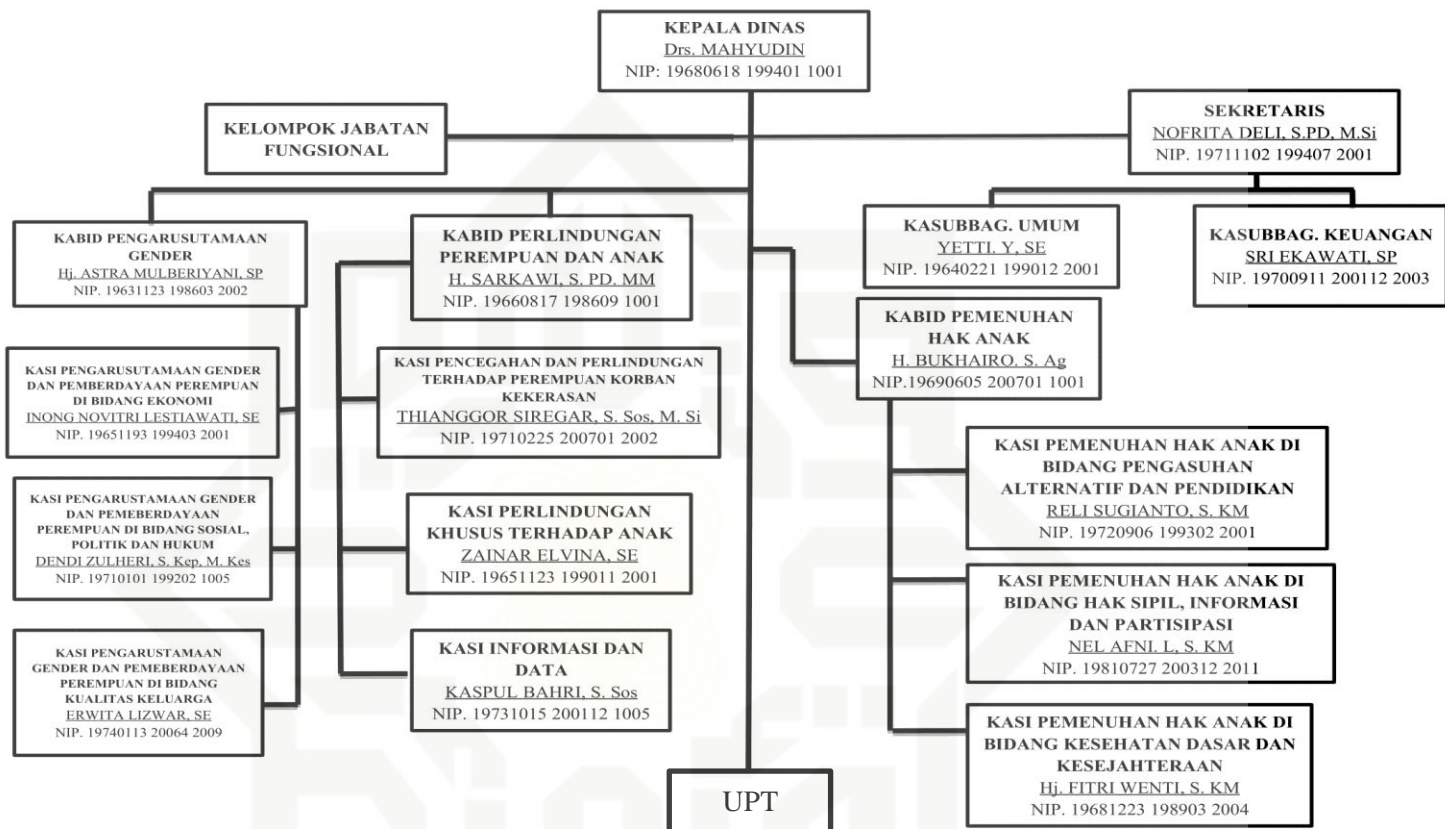 KEPALA DINAS
Drs. MAHYUDIN
NIP: 19680618 199401 1001
KELOMPOK JABATAN
FUNGSIONAL
SEKRETARIS
NOFRITA DELI, S.PD, M.Si
NIP. 19711102 199407 2001
KABID PENGARUSUTAMAAN
GENDER
Hj. ASTRA MULBERIYANI, SP
NIP. 19631123 198603 2002
KABID PERLINDUNGAN
PEREMPUAN DAN ANAK
H. SARKAWI, S. PD. MM
NIP. 19660817 198609 1001
KASUBBAG. UMUM
YETTI. Y, SE
NIP. 19640221 199012 2001
KASUBBAG. KEUANGAN
SRI EKAWATI, SP
NIP. 19700911 200112 2003
KABID PEMENUHAN
HAK ANAK
H. BUKHAIRO. S. Ag
NIP.19690605 200701 1001
KASI PENGARUSUTAMAAN GENDER
DAN PEMBERDAYAAN PEREMPUAN
DI BIDANG EKONOMI
INONG NOVITRI LESTIAWATI, SE
NIP. 19651193 199403 2001
KASI PENCEGAHAN DAN PERLINDUNGAN
TERHADAP PEREMPUAN KORBAN
KEKERASAN
THIANGGOR SIREGAR, S. Sos, M. Si
NIP. 19710225 200701 2002
KASI PEMENUHAN HAK ANAK DI
BIDANG PENGASUHAN
ALTERNATIF DAN PENDIDIKAN
RELI SUGIANTO, S. KM
NIP. 19720906 199302 2001
KASI PENGARUSTAMAAN GENDER
DAN PEMEBERDAYAAN
PEREMPUAN DI BIDANG SOSIAL,
POLITIK DAN HUKUM
DENDI ZULHERI, S. Kep, M. Kes
NIP. 19710101 199202 1005
KASI PERLINDUNGAN
KHUSUS TERHADAP ANAK
ZAINAR ELVINA, SE
NIP. 19651123 199011 2001
KASI PEMENUHAN HAK ANAK DI
BIDANG HAK SIPIL, INFORMASI
DAN PARTISIPASI
NEL AFNI. L, S. KM
NIP. 19810727 200312 2011
KASI PENGARUSTAMAAN
GENDER DAN PEMEBERDAYAAN
PEREMPUAN DI BIDANG
KUALITAS KELUARGA
ERWITA LIZWAR, SE
NIP. 19740113 20064 2009
KASI INFORMASI DAN
DATA
KASPUL BAHRI, S. Sos
NIP. 19731015 200112 1005
KASI PEMENUHAN HAK ANAK DI
BIDANG KESEHATAN DASAR DAN
KESEJAHTERAAN
Hj. FITRI WENTI, S. KM
NIP. 19681223 198903 2004
UPT